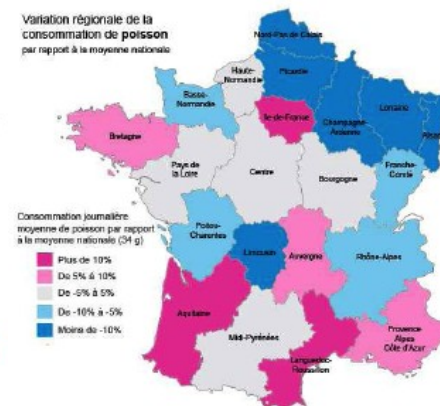 Variation régionale de la
consommation de poisson
par rapport à la moyenne nationale
Nord-Pas de Calais
Haute-
Normandie
Picardie
Basse-
Normandie
Ile-de-France
Champagne-
Ardenne
Lorraine
Alsace
Bretagne
Pays de
la Loire
Centre
Bourgogne
Franche-
Condé
Consommation journalière
moyenne de poisson par rapport
à la moyenne nationale (34 g)
Plus de 10%
De 5% à 10%
De -5% à 5%
De -10% à -5%
Moins de -10%
Poitou-
Charentes
Limousin
Auvergne
Rhône-Alpes
Aquitaine
Midi-Pyrénées
Languedoc-
Roussillon
Provence
Alpes
Côte d'Azur